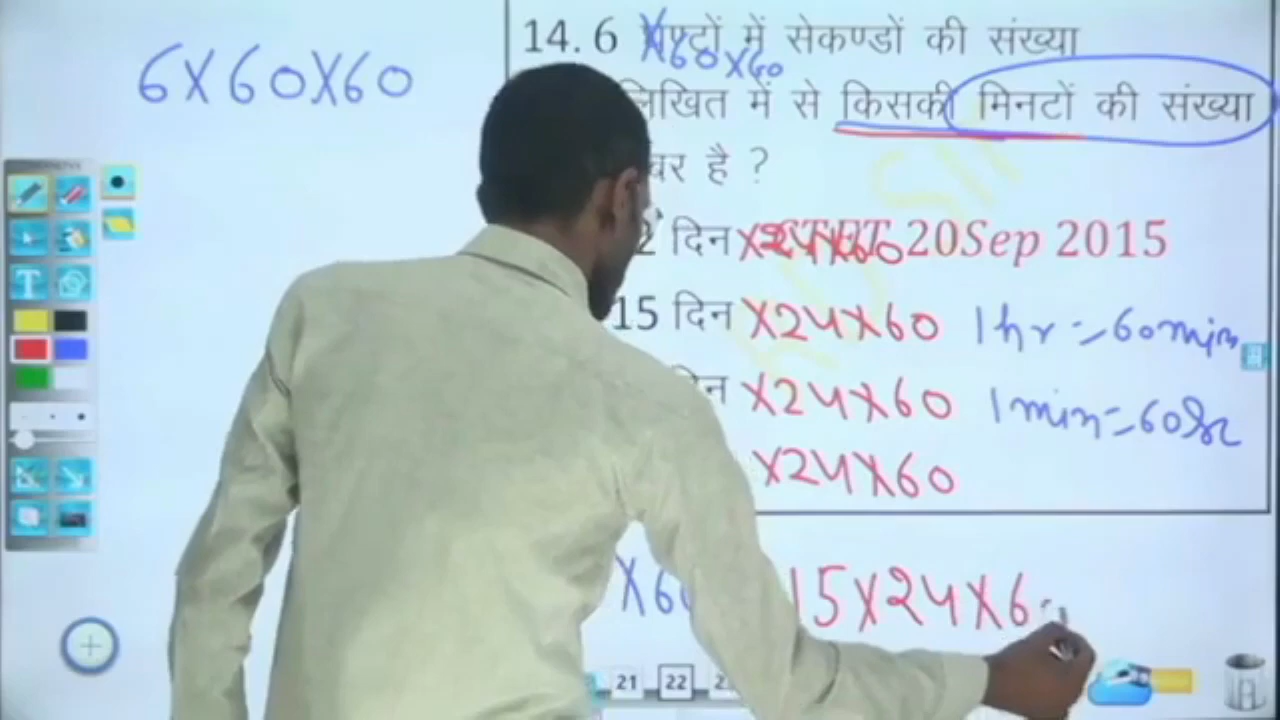 6X60X60
14. 6 घण्टों में सेकण्डों की संख्या
X60X60
लिखित में से किसकी मिनटों की संख्या
बर है ?
2 दिन CTET 20Sep 2015
X24X60
15 दिन X24X60 1hr = 60min
X24X60 1min = 60Sec
X24X60
X6 15X24X6
T
21 22